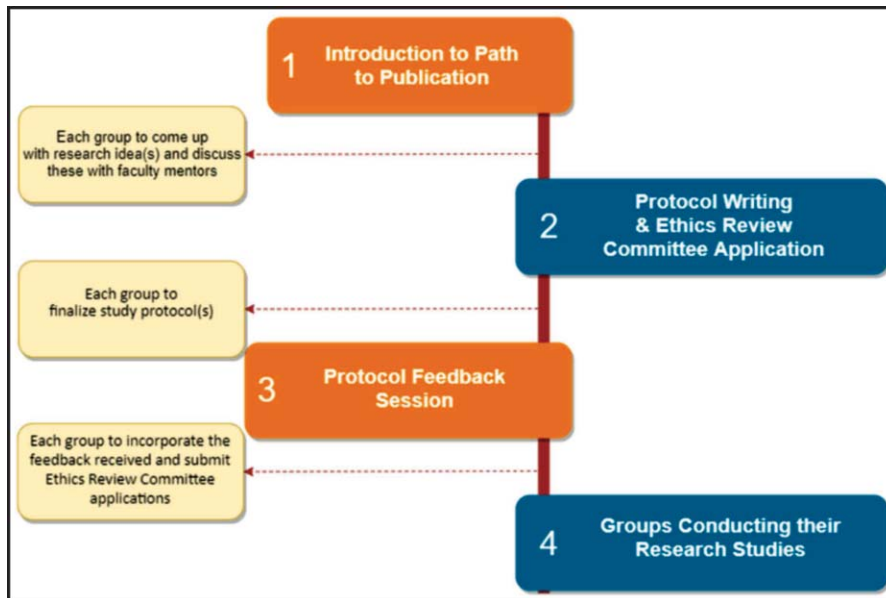 1
Introduction to Path
to Publication
Each group to come up
with research idea(s) and discuss
these with faculty mentors
2
Protocol Writing
& Ethics Review
Committee Application
Each group to
finalize study protocol(s)
3
Protocol Feedback
Session
Each group to incorporate the
feedback received and submit
Ethics Review Committee
applications
4
Groups Conducting their
Research Studies